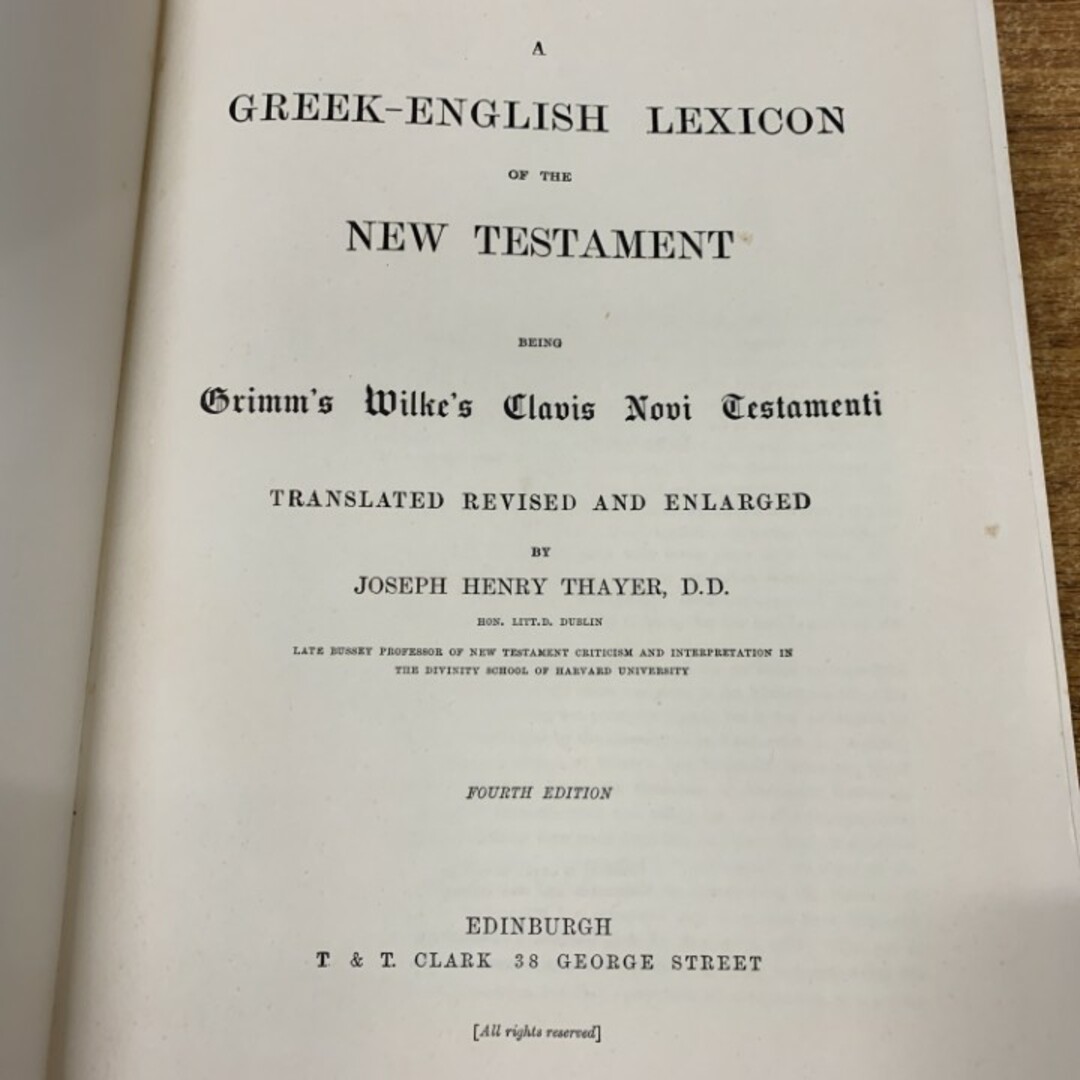 A
GREEK-ENGLISH LEXICON
OF THE
NEW TESTAMENT
BEING
Grimm's Wilke's Clavis Novi Testamenti
TRANSLATED REVISED AND ENLARGED
BY
JOSEPH HENRY THAYER, D.D.
HON. LITT.D. DUBLIN
LATE BUSSEY PROFESSOR OF NEW TESTAMENT CRITICISM AND INTERPRETATION IN
THE DIVINITY SCHOOL OF HARVARD UNIVERSITY
FOURTH EDITION
EDINBURGH
T & T. CLARK 38 GEORGE STREET
[All rights reserved]